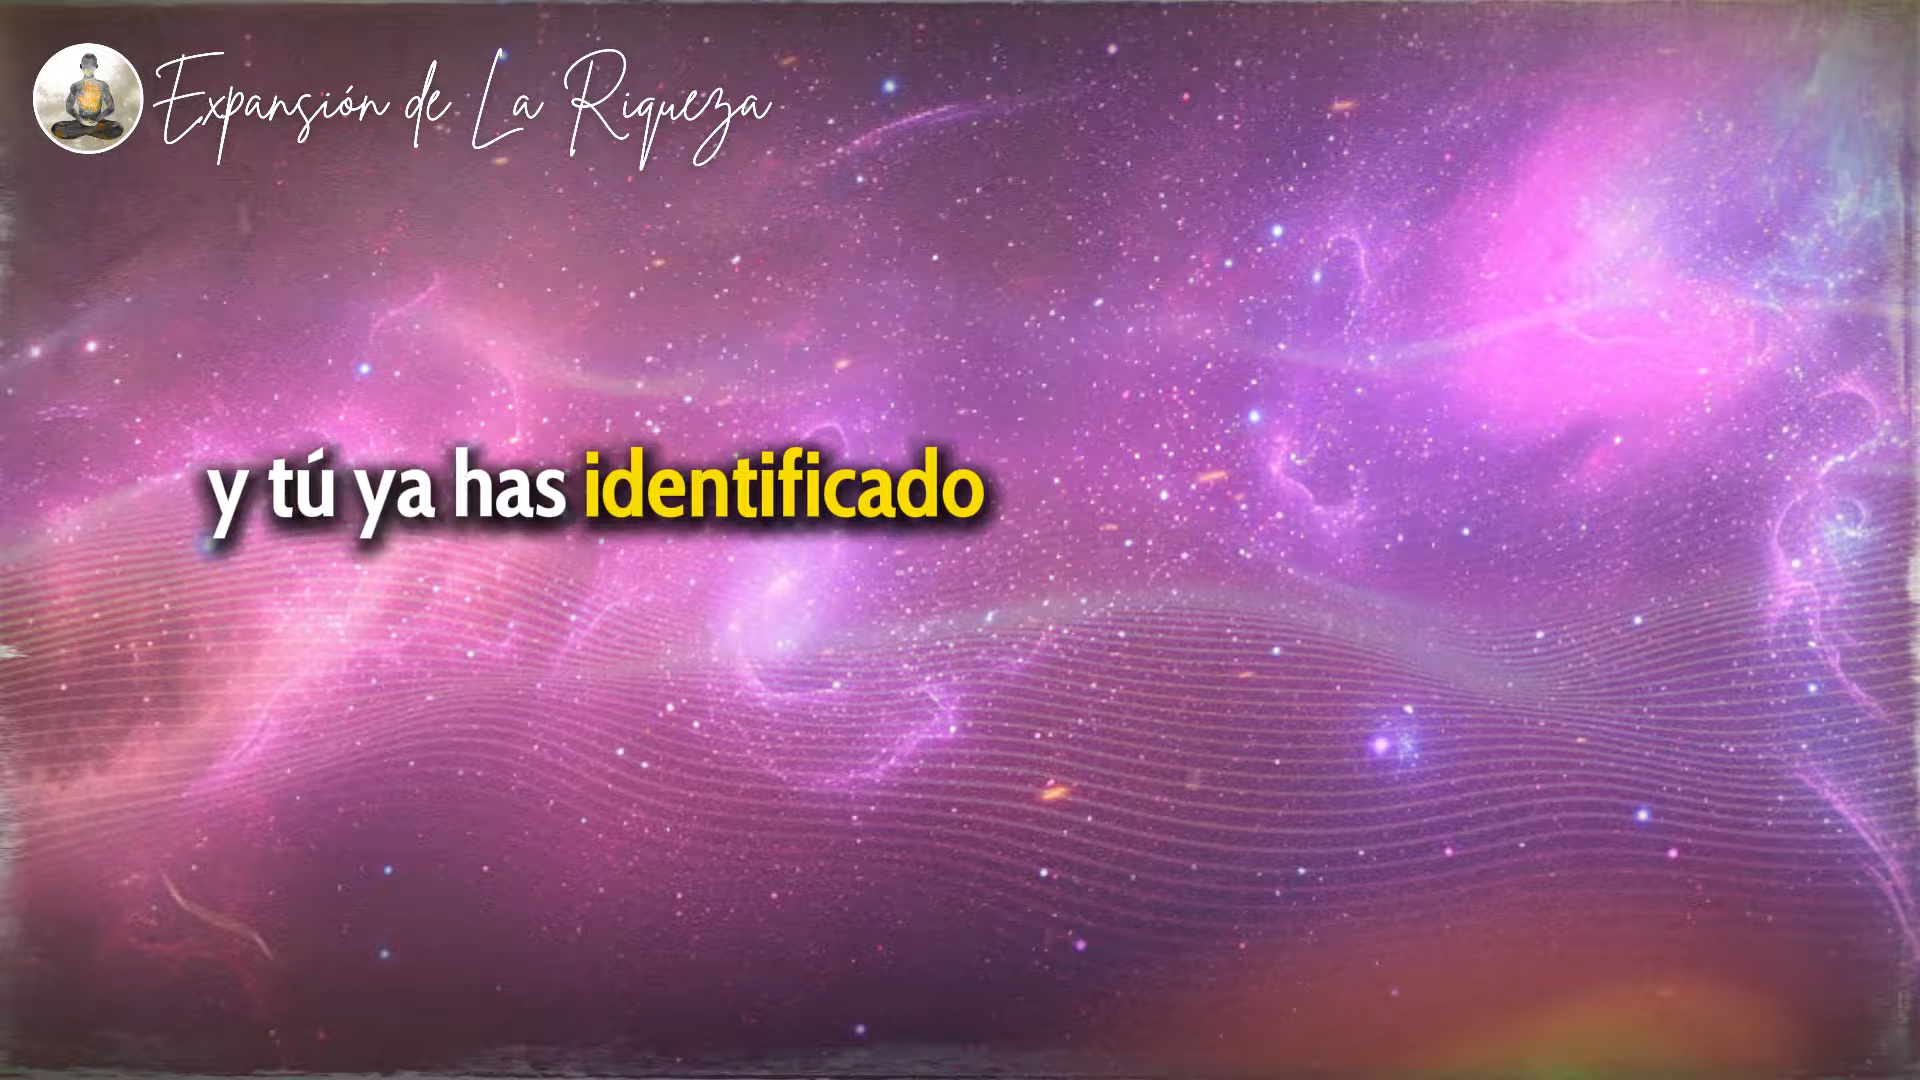 Expansión de La Riqueza
y tú ya has identificado